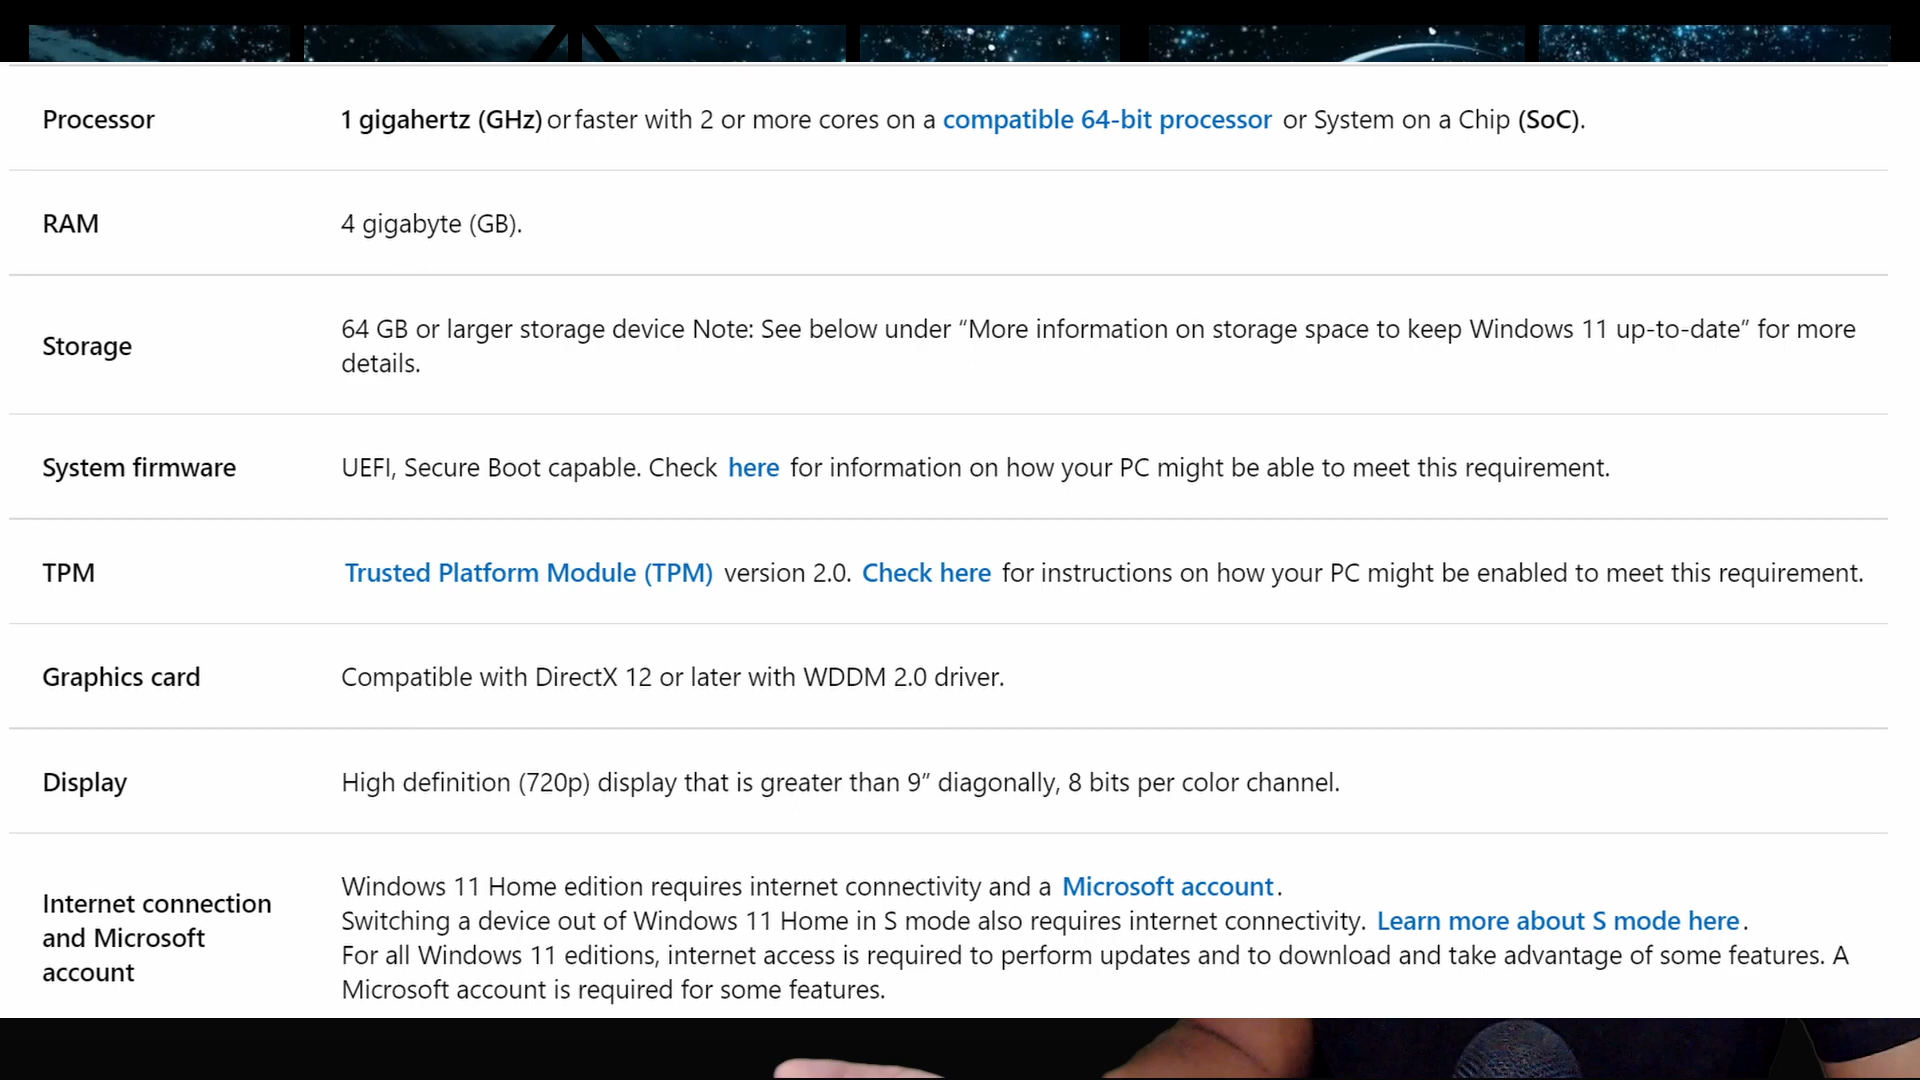 Processor
1 gigahertz (GHz) or faster with 2 or more cores on a compatible 64-bit processor or System on a Chip (SoC).
RAM
4 gigabyte (GB).
Storage
64 GB or larger storage device Note: See below under “More information on storage space to keep Windows 11 up-to-date” for more
details.
System firmware
UEFI, Secure Boot capable. Check here for information on how your PC might be able to meet this requirement.
TPM
Trusted Platform Module (TPM) version 2.0. Check here for instructions on how your PC might be enabled to meet this requirement.
Graphics card
Compatible with DirectX 12 or later with WDDM 2.0 driver.
Display
High definition (720p) display that is greater than 9” diagonally, 8 bits per color channel.
Internet connection
and Microsoft
account
Windows 11 Home edition requires internet connectivity and a Microsoft account.
Switching a device out of Windows 11 Home in S mode also requires internet connectivity. Learn more about S mode here.
For all Windows 11 editions, internet access is required to perform updates and to download and take advantage of some features. A
Microsoft account is required for some features.